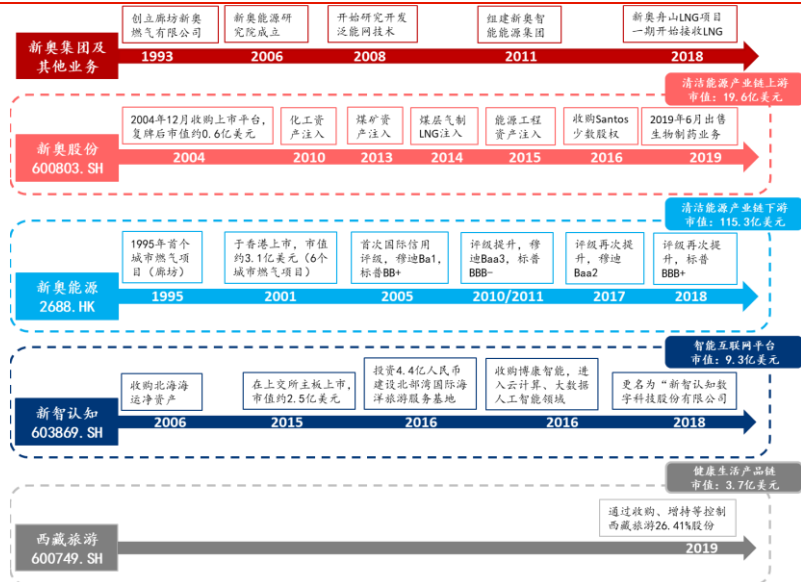 新奥集团及
其他业务
创立廊坊新奥
燃气有限公司
新奥能源研
究院成立
开始研究开发
泛能网技术
组建新奥智
能能源集团
新奥舟山LNG项目
一期开始接收LNG
1993
2006
2008
2011
2018
清洁能源产业链上游
市值：19.6亿美元
新奥股份
600803.SH
2004年12月收购上市平台，
复牌后市值约0.6亿美元
化工资
产注入
煤矿资
产注入
煤层气制
LNG注入
能源工程
资产注入
收购Santos
少数股权
2019年6月出售
生物制药业务
2004
2010
2013
2014
2015
2016
2019
清洁能源产业链下游
市值：115.3亿美元
新奥能源
2688.HK
1995年首个
城市燃气项
目（廊坊）
于香港上市，市值
约3.1亿美元（6个
城市燃气项目）
首次国际信用
评级，穆迪Ba1，
标普BB+
评级提升，穆
迪Baa3，标普
BBB-
评级再次提
升，穆迪
Baa2
评级再次提
升，标普
BBB+
1995
2001
2005
2010/2011
2017
2018
智能互联网平台
市值：9.3亿美元
新智认知
603869.SH
收购北海海
运净资产
在上交所主板上市，
市值约2.5亿美元
投资4.4亿人民币
建设北部湾国际海
洋旅游服务基地
收购博康智能，进
入云计算、大数据
人工智能领域
更名为“新智认知数
字科技股份有限公司
2006
2015
2016
2016
2018
健康生活产品链
市值：3.7亿美元
西藏旅游
600749.SH
通过收购、增持等控制
西藏旅游26.41%股份
2019